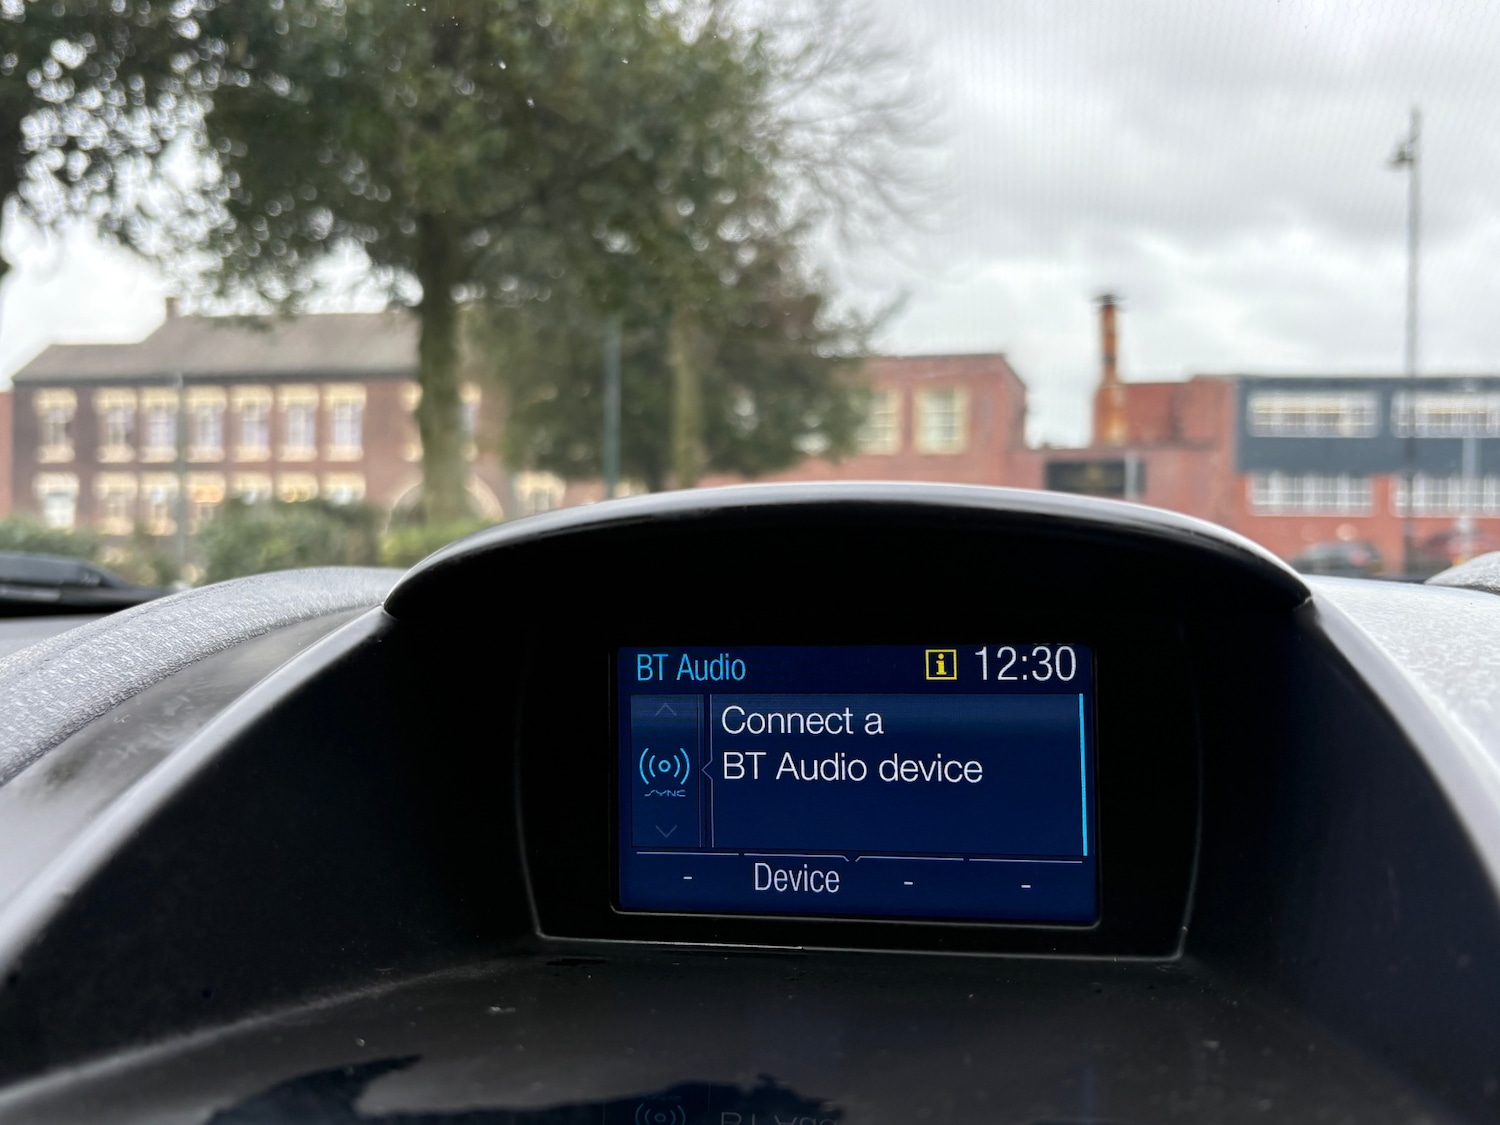 BT Audio i 12:30
Connect a
BT Audio device
SYNC
- Device - -